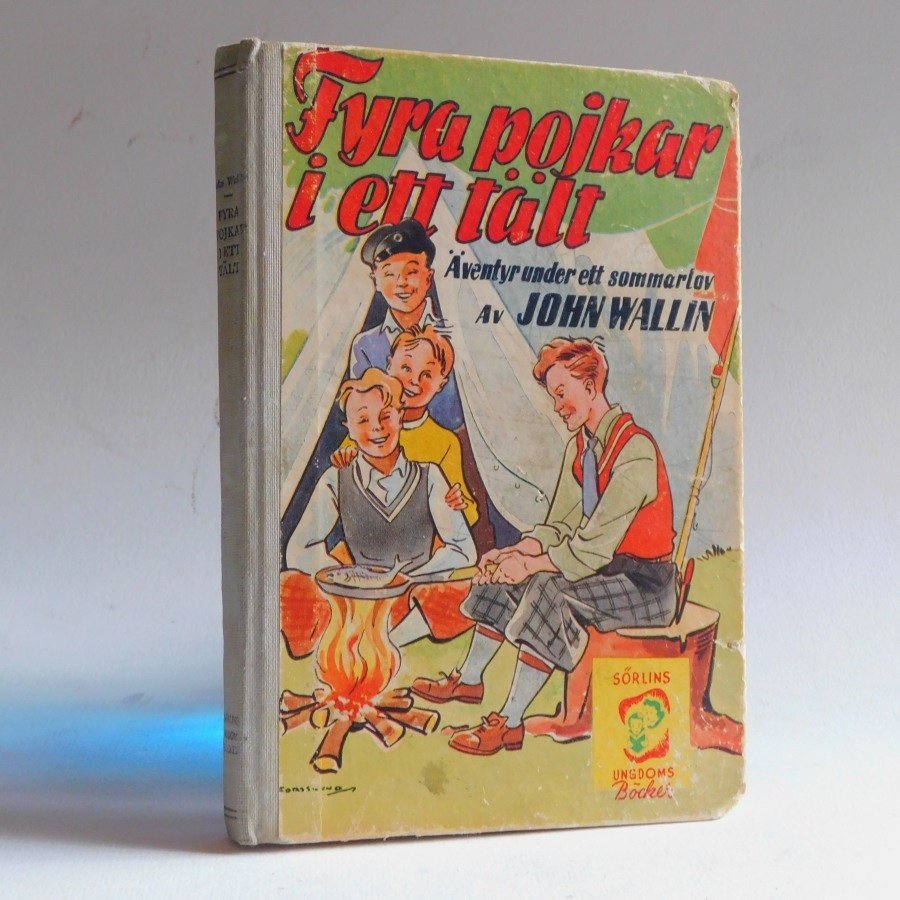 Fyra pojkar
i ett tält
Äventyr under ett sommarlov
Av JOHN WALLIN
SÖRLINS
UNGDOMS
Böcker
FYRA
POJKAR
I ETT
TÄLT